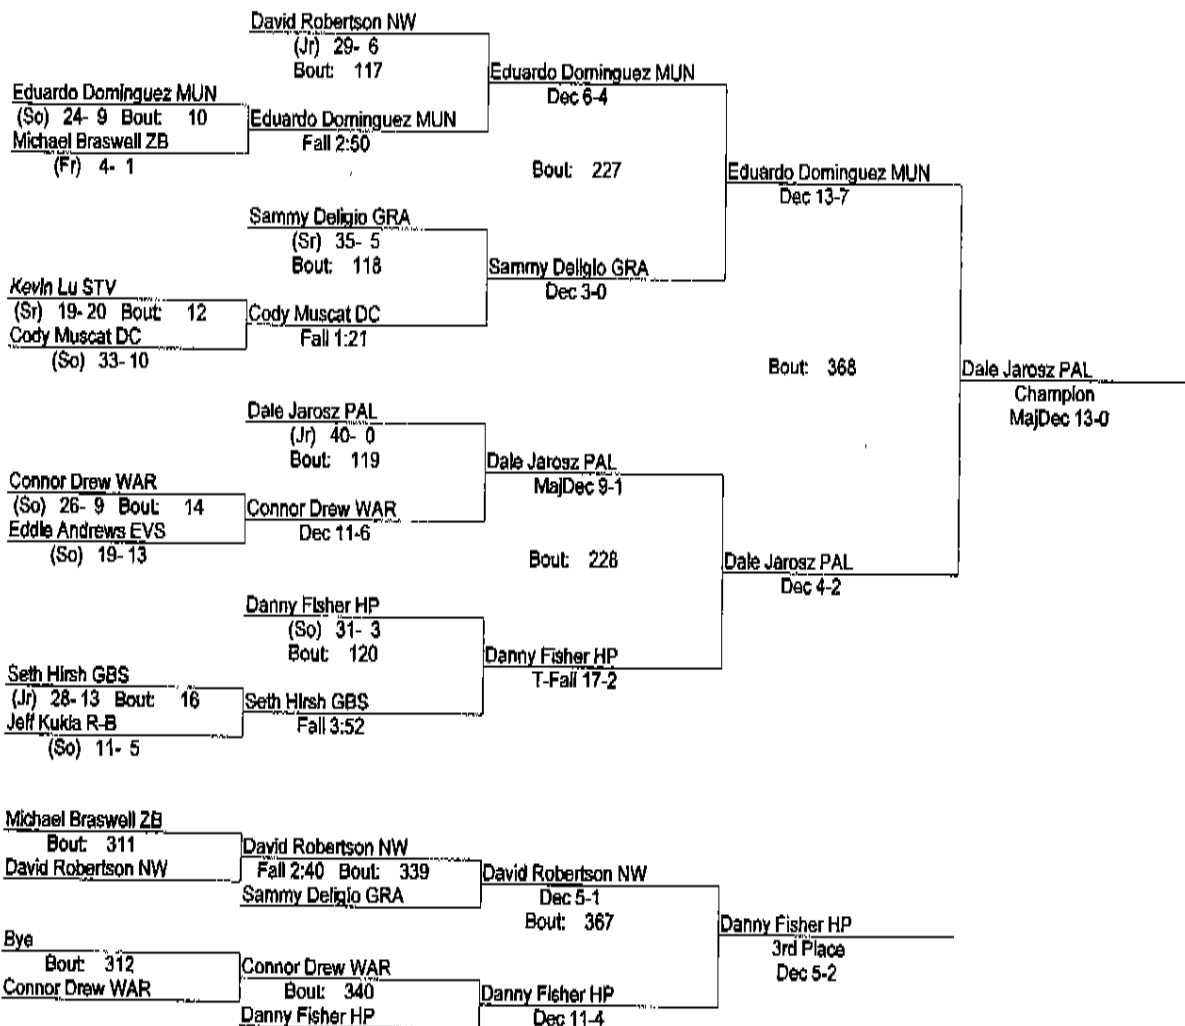 David Robertson NW
(Jr) 29- 6
Bout: 117
Eduardo Dominguez MUN
Dec 6-4
Eduardo Dominguez MUN
(So) 24- 9 Bout: 10
Eduardo Dominguez MUN
Michael Braswell ZB
Fall 2:50
(Fr) 4- 1
Bout: 227
Eduardo Dominguez MUN
Dec 13-7
Sammy Deligio GRA
(Sr) 35- 5
Bout: 118
Sammy Deligio GRA
Dec 3-0
Kevin Lu STV
(Sr) 19- 20 Bout: 12
Cody Muscat DC
Cody Muscat DC
Fall 1:21
(So) 33- 10
Bout: 368
Dale Jarosz PAL
Champion
MajDec 13-0
Dale Jarosz PAL
(Jr) 40- 0
Bout: 119
Dale Jarosz PAL
MajDec 9-1
Connor Drew WAR
(So) 26- 9 Bout: 14
Connor Drew WAR
Eddie Andrews EVS
Dec 11-6
(So) 19- 13
Bout: 228
Dale Jarosz PAL
Dec 4-2
Danny Fisher HP
(So) 31- 3
Bout: 120
Danny Fisher HP
T-Fall 17-2
Seth Hirsh GBS
(Jr) 28- 13 Bout: 16
Seth Hirsh GBS
Jeff Kukla R-B
Fall 3:52
(So) 11- 5
Michael Braswell ZB
Bout: 311
David Robertson NW
David Robertson NW
Fall 2:40 Bout: 339
David Robertson NW
Sammy Deligio GRA
Dec 5-1
Bout: 367
Danny Fisher HP
3rd Place
Dec 5-2
Bye
Bout: 312
Connor Drew WAR
Connor Drew WAR
Bout: 340
Danny Fisher HP
Danny Fisher HP
Dec 11-4